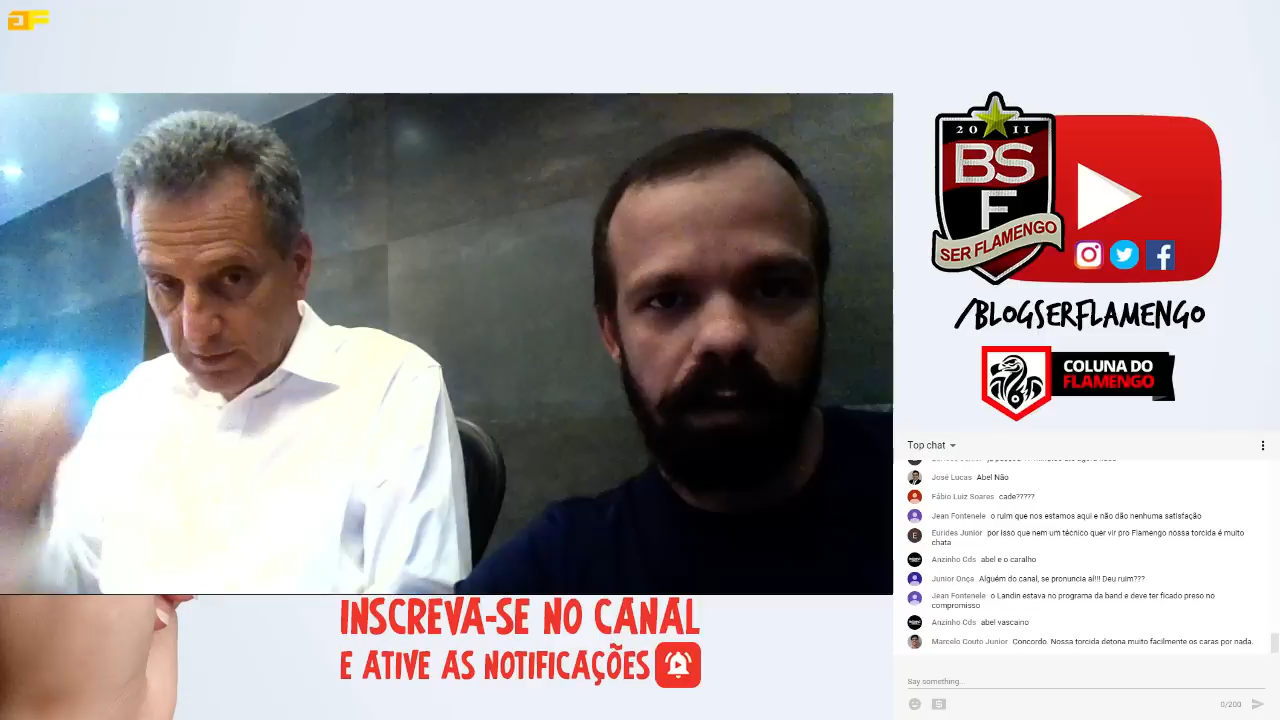 GF
20 11
BS
F
SER FLAMENGO
/BLOGSERFLAMENGO
COLUNA DO
FLAMENGO
Top chat
José Lucas Abel Não
Fábio Luiz Soares cade?????
Jean Fontenele o ruim que nos estamos aqui e não dão nenhuma satisfação
Eurides Junior por isso que nem um técnico quer vir pro Flamengo nossa torcida é muito
chata
Anzinho Cds abel e o caralho
Junior Onça Alguém do canal, se pronuncia aí!!! Deu ruim???
Jean Fontenele o Landin estava no programa da band e deve ter ficado preso no
compromisso
Anzinho Cds abel vascaino
Marcelo Couto Junior Concordo. Nossa torcida detona muito facilmente os caras por nada.
Say something...
0/200
INSCREVA-SE NO CANAL
E ATIVE AS NOTIFICAÇÕES